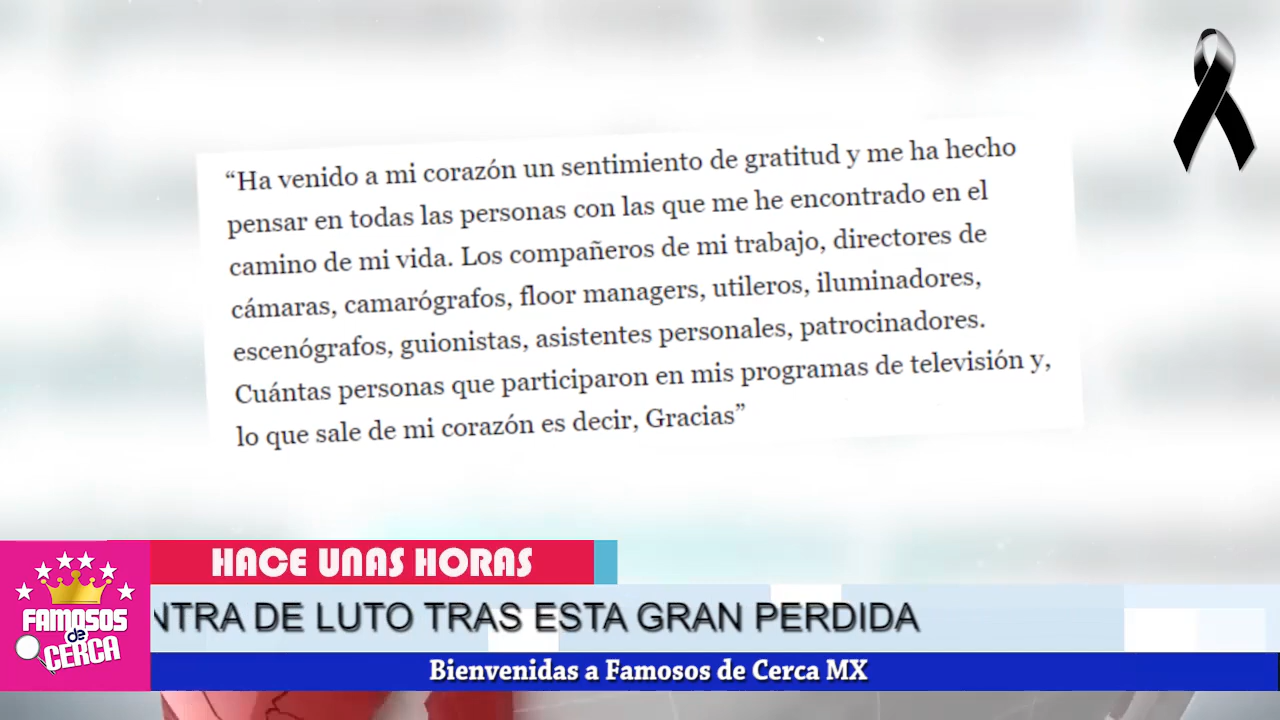 “Ha venido a mi corazón un sentimiento de gratitud y me ha hecho
pensar en todas las personas con las que me he encontrado en el
camino de mi vida. Los compañeros de mi trabajo, directores de
cámaras, camarógrafos, floor managers, utileros, iluminadores,
escenógrafos, guionistas, asistentes personales, patrocinadores.
Cuántas personas que participaron en mis programas de televisión y,
lo que sale de mi corazón es decir, Gracias”
HACE UNAS HORAS
NTRA DE LUTO TRAS ESTA GRAN PERDIDA
FAMOSOS
de
CERCA
Bienvenidas a Famosos de Cerca MX